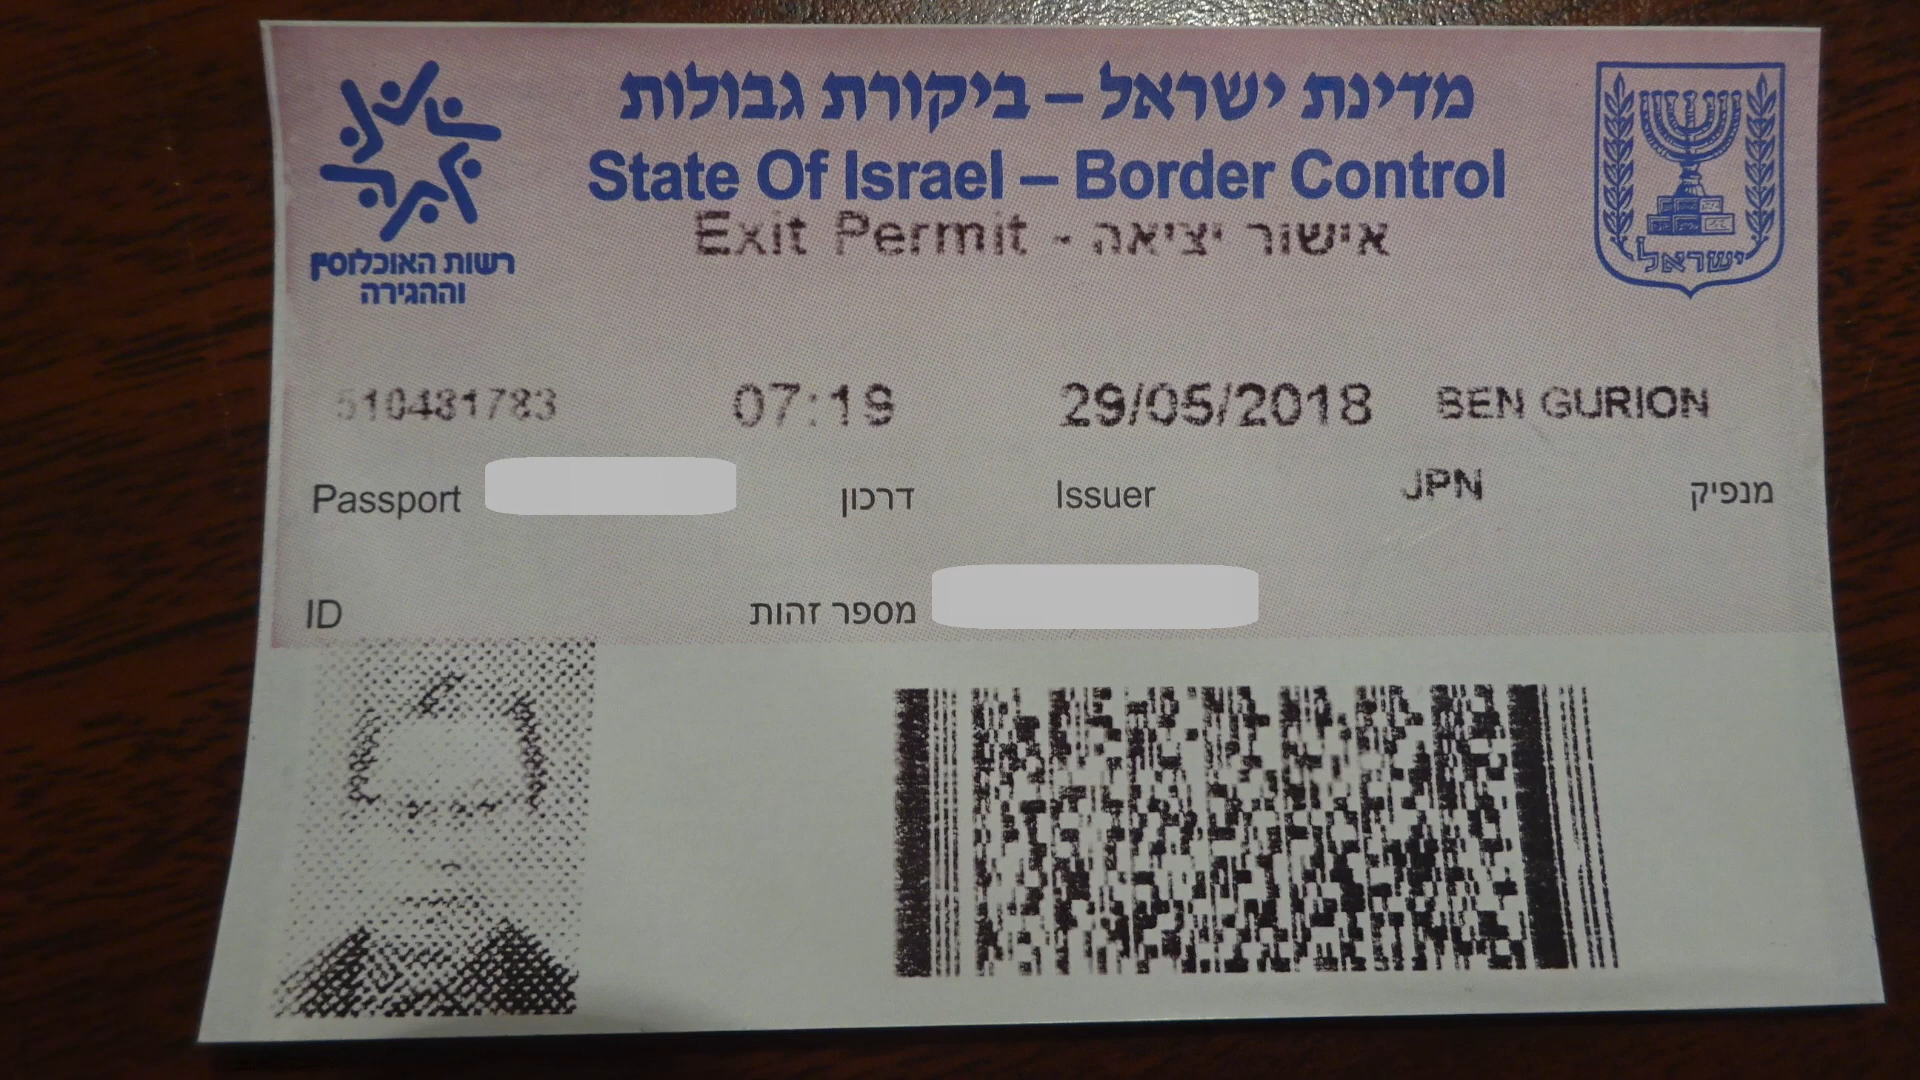 מדינת ישראל – ביקורת גבולות
State Of Israel – Border Control
Exit Permit - אישור יציאה
רשות האוכלוסין
וההגירה
ישראל
510481783 07:19 29/05/2018 BEN GURION
Passport דרכון Issuer JPN מנפיק
ID מספר זהות